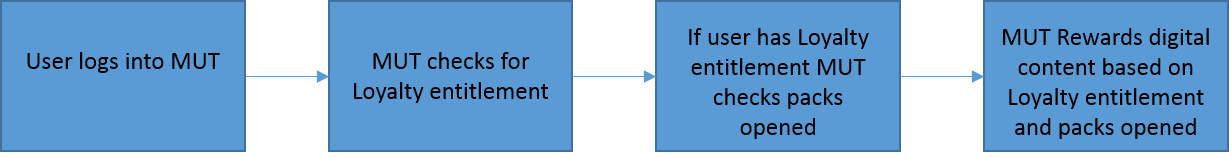 User logs into MUT
MUT checks for
Loyalty entitlement
If user has Loyalty
entitlement MUT
checks packs
opened
MUT Rewards digital
content based on
Loyalty entitlement
and packs opened